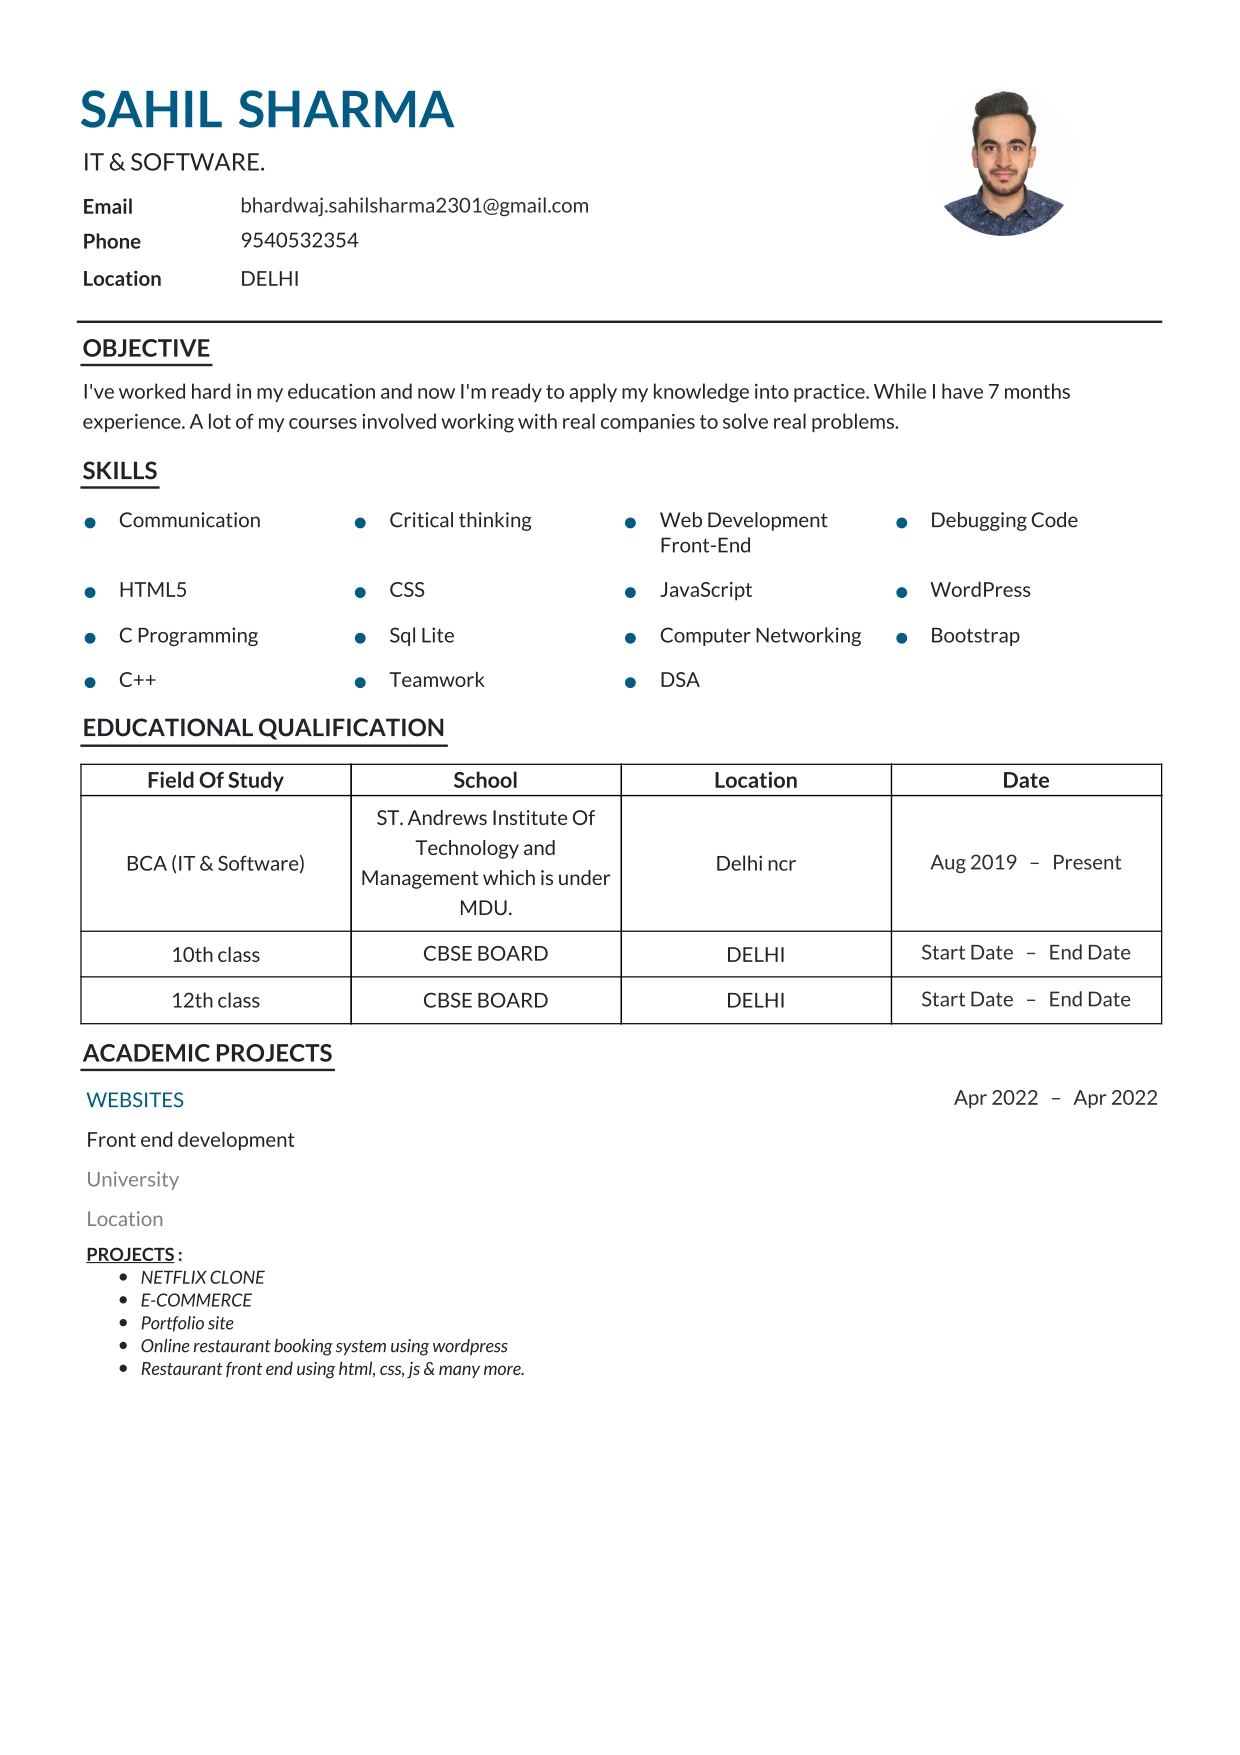 SAHIL SHARMA
IT & SOFTWARE.
Email bhardwaj.sahilsharma2301@gmail.com
Phone 9540532354
Location DELHI
OBJECTIVE
I've worked hard in my education and now I'm ready to apply my knowledge into practice. While I have 7 months
experience. A lot of my courses involved working with real companies to solve real problems.
SKILLS
• Communication • Critical thinking • Web Development • Debugging Code
Front-End
• HTML5 • CSS • JavaScript • WordPress
• C Programming • Sql Lite • Computer Networking • Bootstrap
• C++ • Teamwork • DSA
EDUCATIONAL QUALIFICATION
Field Of Study School Location Date
ST. Andrews Institute Of
Technology and
BCA (IT & Software) Delhi ncr Aug 2019 – Present
Management which is under
MDU.
10th class CBSE BOARD DELHI Start Date – End Date
12th class CBSE BOARD DELHI Start Date – End Date
ACADEMIC PROJECTS
WEBSITES Apr 2022 – Apr 2022
Front end development
University
Location
PROJECTS :
• NETFLIX CLONE
• E-COMMERCE
• Portfolio site
• Online restaurant booking system using wordpress
• Restaurant front end using html, css, js & many more.